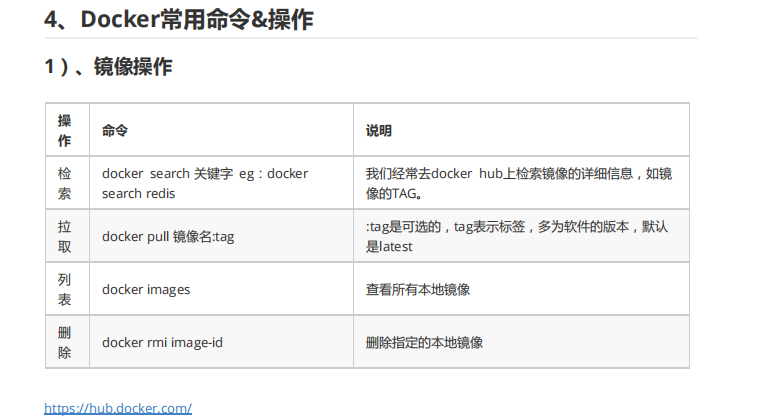 4、Docker常用命令&操作
1）、镜像操作
操作 命令 说明
检索 docker search 关键字 eg：docker search redis 我们经常去docker hub上检索镜像的详细信息，如镜像的TAG。
拉取 docker pull 镜像名:tag :tag是可选的，tag表示标签，多为软件的版本，默认是latest
列表 docker images 查看所有本地镜像
删除 docker rmi image-id 删除指定的本地镜像
https://hub.docker.com/